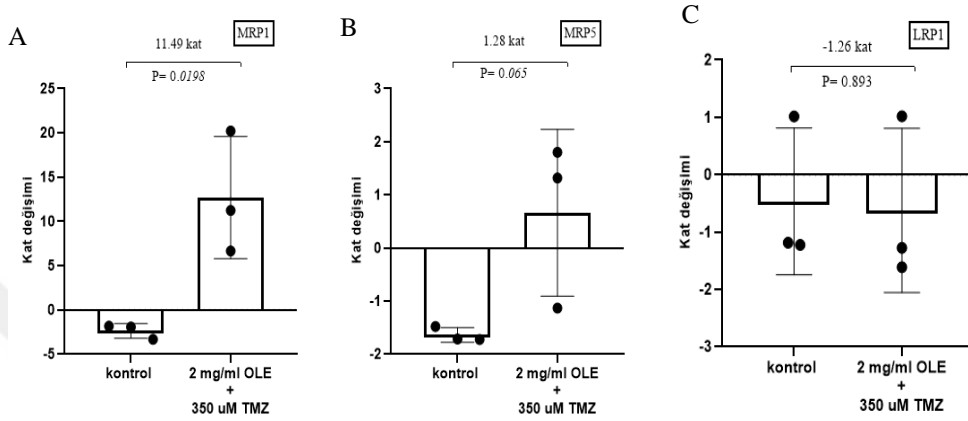 A
11.49 kat
MRP1
P= 0.0198
Kat değişimi
25
20
15
10
5
0
-5
kontrol
2 mg/ml OLE
+
350 uM TMZ
B
1.28 kat
MRP5
P= 0.065
Kat değişimi
3
2
1
0
-1
-2
kontrol
2 mg/ml OLE
+
350 uM TMZ
C
-1.26 kat
LRP1
P= 0.893
Kat değişimi
2
1
0
-1
-2
-3
kontrol
2 mg/ml OLE
+
350 uM TMZ